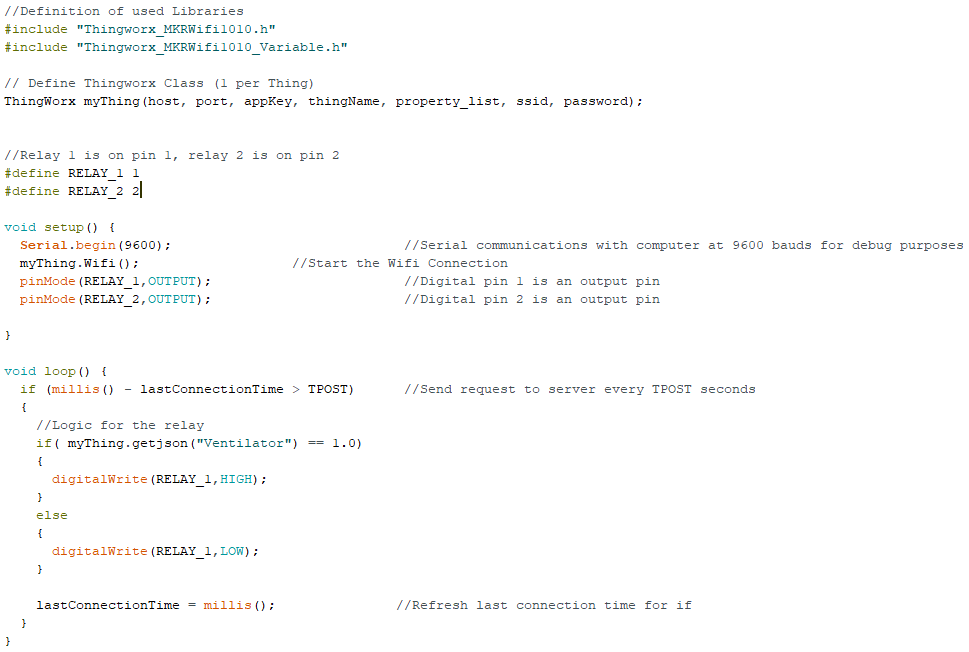 //Definition of used Libraries
#include "Thingworx_MKRWifi1010.h"
#include "Thingworx_MKRWifi1010_Variable.h"
// Define Thingworx Class (1 per Thing)
ThingWorx myThing(host, port, appKey, thingName, property_list, ssid, password);
//Relay 1 is on pin 1, relay 2 is on pin 2
#define RELAY_1 1
#define RELAY_2 2
void setup() {
  Serial.begin(9600);                             //Serial communications with computer at 9600 bauds for debug purposes
  myThing.Wifi();                   //Start the Wifi Connection
  pinMode(RELAY_1,OUTPUT);                        //Digital pin 1 is an output pin
  pinMode(RELAY_2,OUTPUT);                        //Digital pin 2 is an output pin
}
void loop() {
  if (millis() - lastConnectionTime > TPOST)      //Send request to server every TPOST seconds
  {
    //Logic for the relay
    if( myThing.getjson("Ventilator") == 1.0)
    {
      digitalWrite(RELAY_1,HIGH);
    }
    else
    {
      digitalWrite(RELAY_1,LOW);
    }
    lastConnectionTime = millis();               //Refresh last connection time for if
  }
}